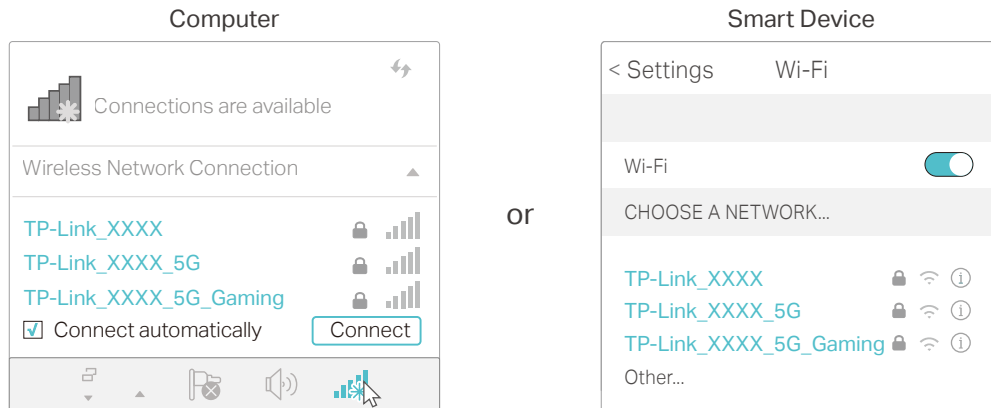 Computer
Connections are available
Wireless Network Connection
TP-Link_XXXX
TP-Link_XXXX_5G
TP-Link_XXXX_5G_Gaming
Connect automatically Connect
or
Smart Device
< Settings Wi-Fi
Wi-Fi
CHOOSE A NETWORK...
TP-Link_XXXX
TP-Link_XXXX_5G
TP-Link_XXXX_5G_Gaming
Other...